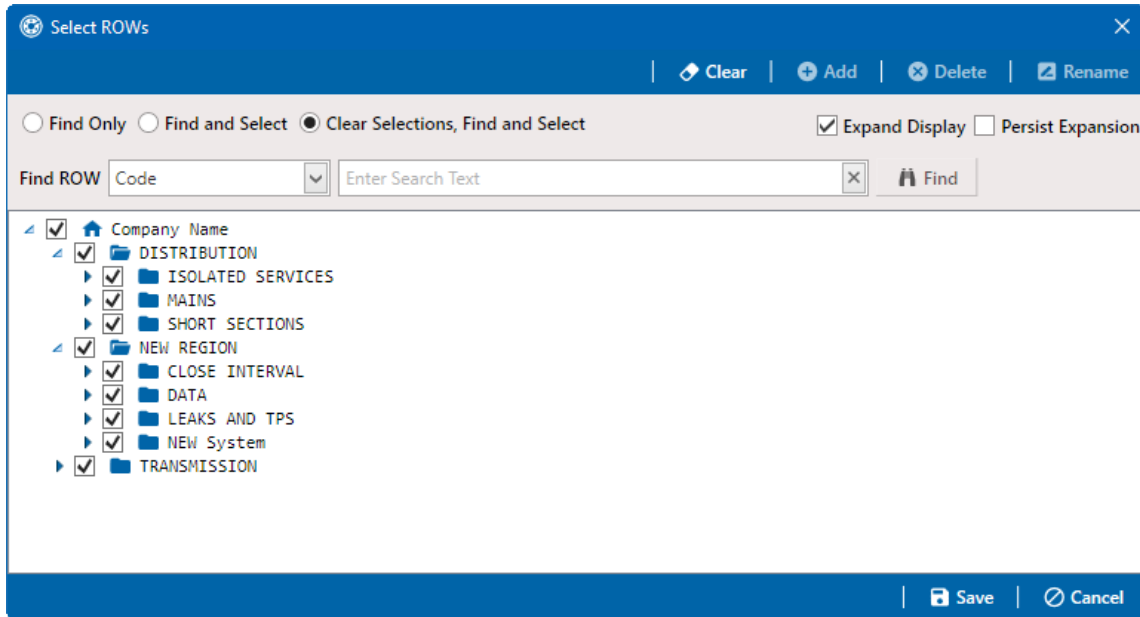 Select ROWs
Clear Add Delete Rename
Find Only Find and Select Clear Selections, Find and Select Expand Display Persist Expansion
Find ROW Code Enter Search Text Find
Company Name
DISTRIBUTION
ISOLATED SERVICES
MAINS
SHORT SECTIONS
NEW REGION
CLOSE INTERVAL
DATA
LEAKS AND TPS
NEW System
TRANSMISSION
Save Cancel